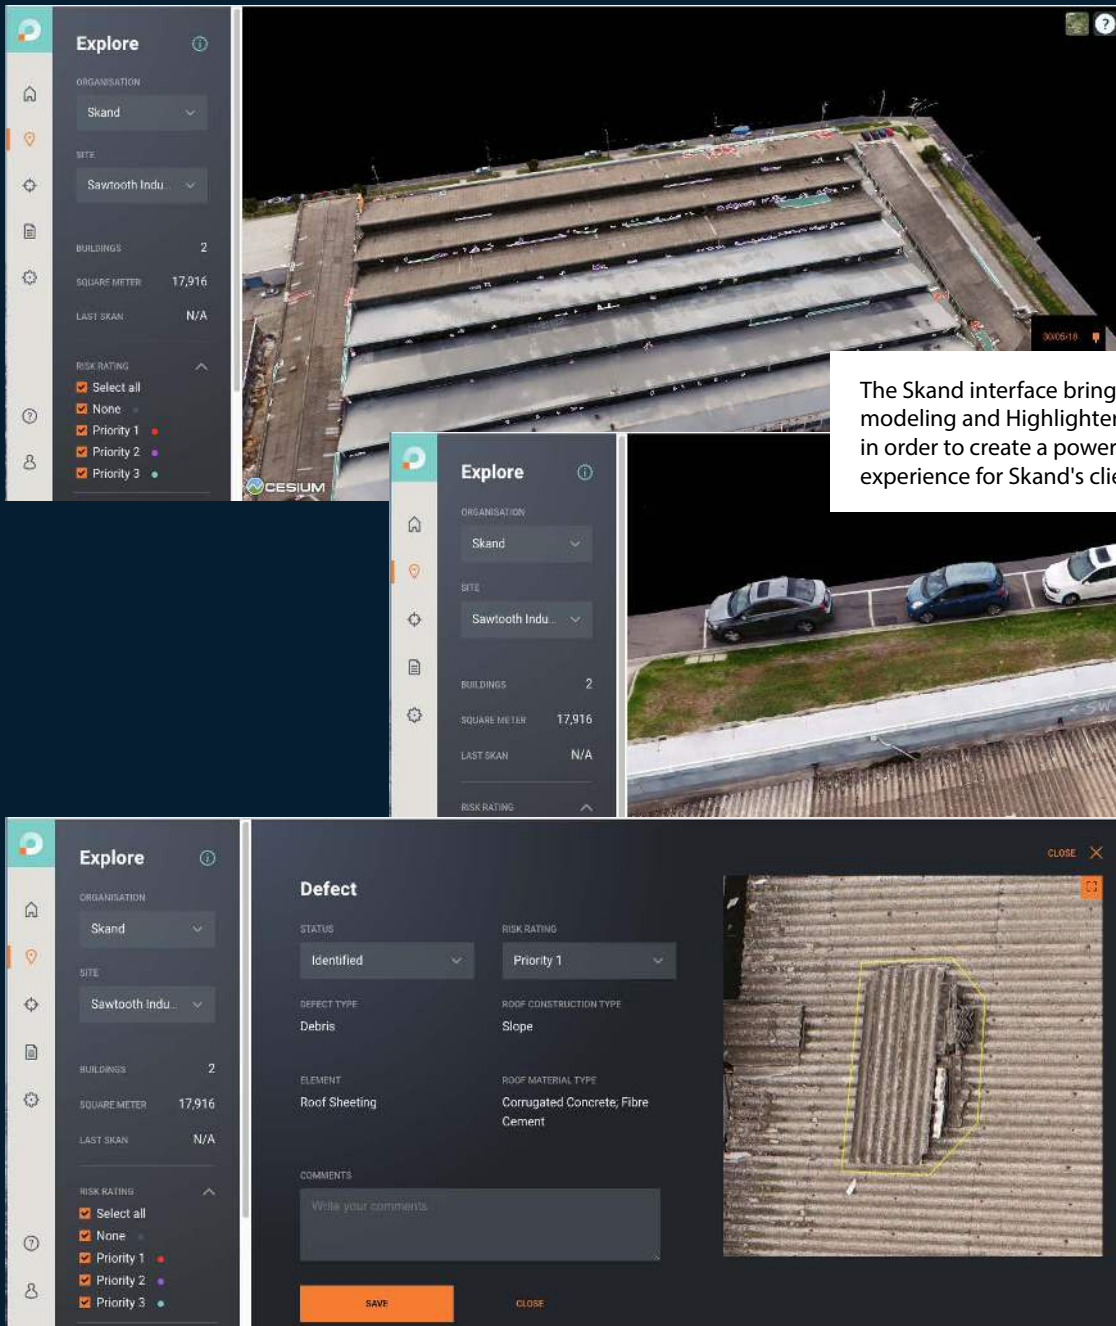 Explore
ORGANISATION
Skand
SITE
Sawtooth Indu...
BUILDINGS 2
SQUARE METER 17,916
LAST SKAN N/A
RISK RATING
Select all
None
Priority 1
Priority 2
Priority 3
CESIUM
30/05/18
?
The Skand interface bring
modeling and Highlighter
in order to create a power
experience for Skand's clie
Explore
ORGANISATION
Skand
SITE
Sawtooth Indu...
BUILDINGS 2
SQUARE METER 17,916
LAST SKAN N/A
RISK RATING
Explore
ORGANISATION
Skand
SITE
Sawtooth Indu...
BUILDINGS 2
SQUARE METER 17,916
LAST SKAN N/A
RISK RATING
Select all
None
Priority 1
Priority 2
Priority 3
CLOSE
Defect
STATUS RISK RATING
Identified Priority 1
DEFECT TYPE ROOF CONSTRUCTION TYPE
Debris Slope
ELEMENT ROOF MATERIAL TYPE
Roof Sheeting Corrugated Concrete; Fibre
Cement
COMMENTS
Write your comments
SAVE CLOSE